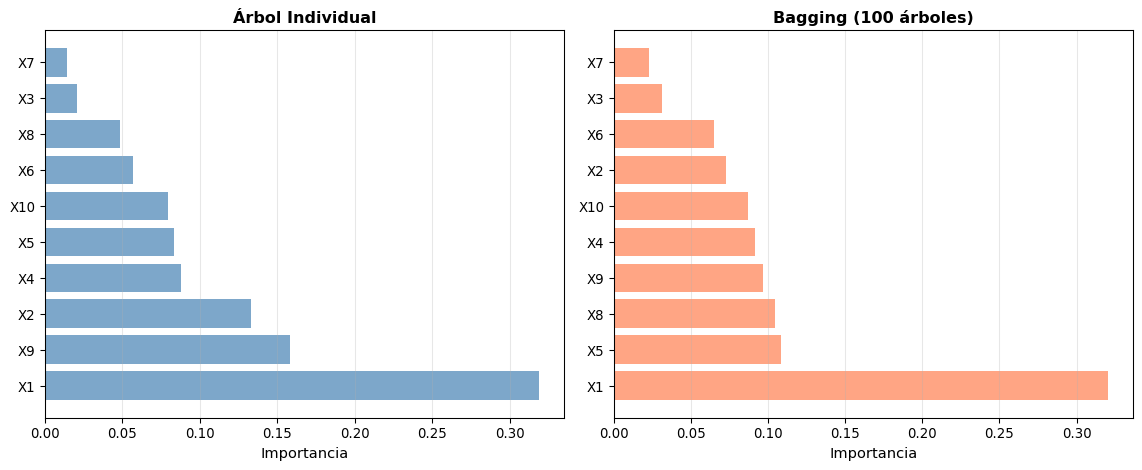 Árbol Individual
X7
X3
X8
X6
X10
X5
X4
X2
X9
X1
0.00 0.05 0.10 0.15 0.20 0.25 0.30
Importancia
Bagging (100 árboles)
X7
X3
X6
X2
X10
X4
X9
X8
X5
X1
0.00 0.05 0.10 0.15 0.20 0.25 0.30
Importancia